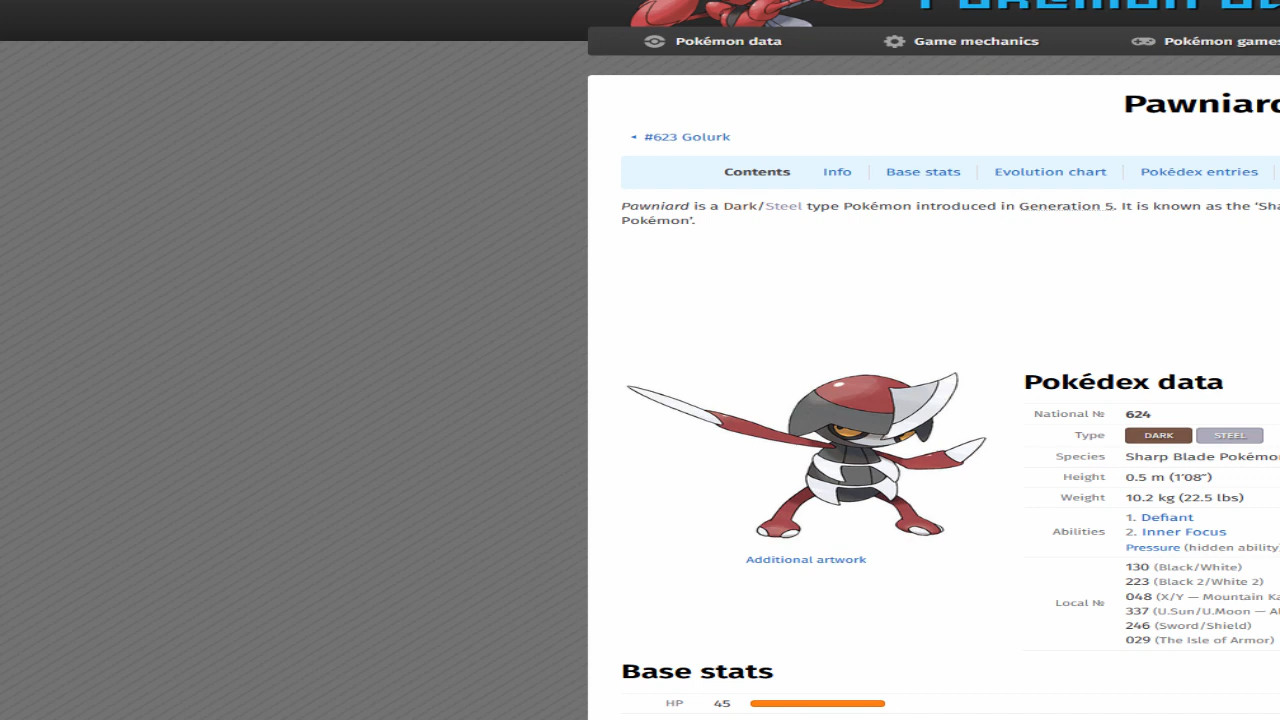 Pokémon data
Game mechanics
Pokémon games
Pawniard
◂ #623 Golurk
Contents Info Base stats Evolution chart Pokédex entries
Pawniard is a Dark/Steel type Pokémon introduced in Generation 5. It is known as the ‘Sha
Pokémon’.
Pokédex data
National № 624
Type DARK STEEL
Species Sharp Blade Pokémo
Height 0.5 m (1′08″)
Weight 10.2 kg (22.5 lbs)
Abilities 1. Defiant
2. Inner Focus
Pressure (hidden ability)
Local № 130 (Black/White)
223 (Black 2/White 2)
048 (X/Y — Mountain Ka
337 (U.Sun/U.Moon — Al
246 (Sword/Shield)
029 (The Isle of Armor)
Additional artwork
Base stats
HP 45